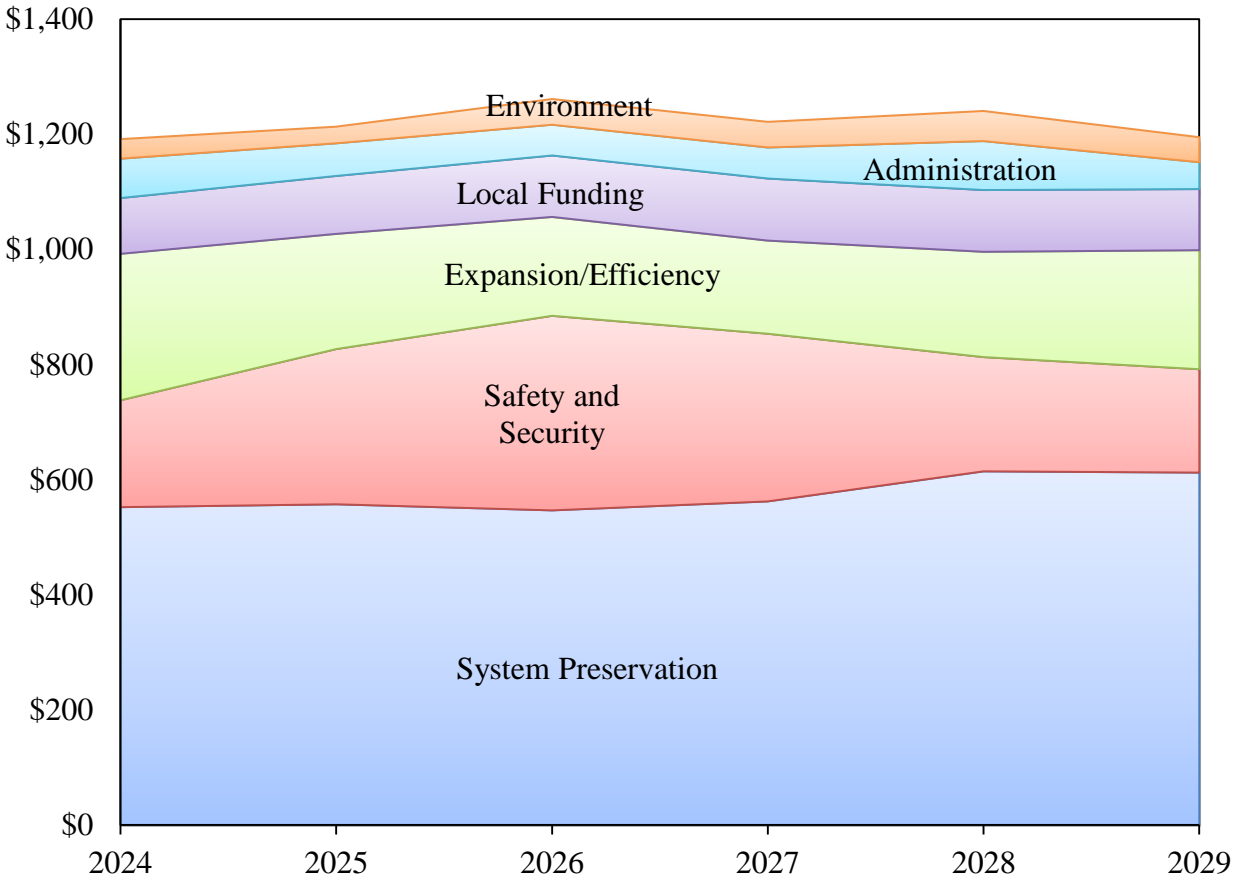 $1,400
Environment
$1,200
Administration
Local Funding
$1,000
Expansion/Efficiency
$800
Safety and
Security
$600
$400
System Preservation
$200
$0
2024 2025 2026 2027 2028 2029